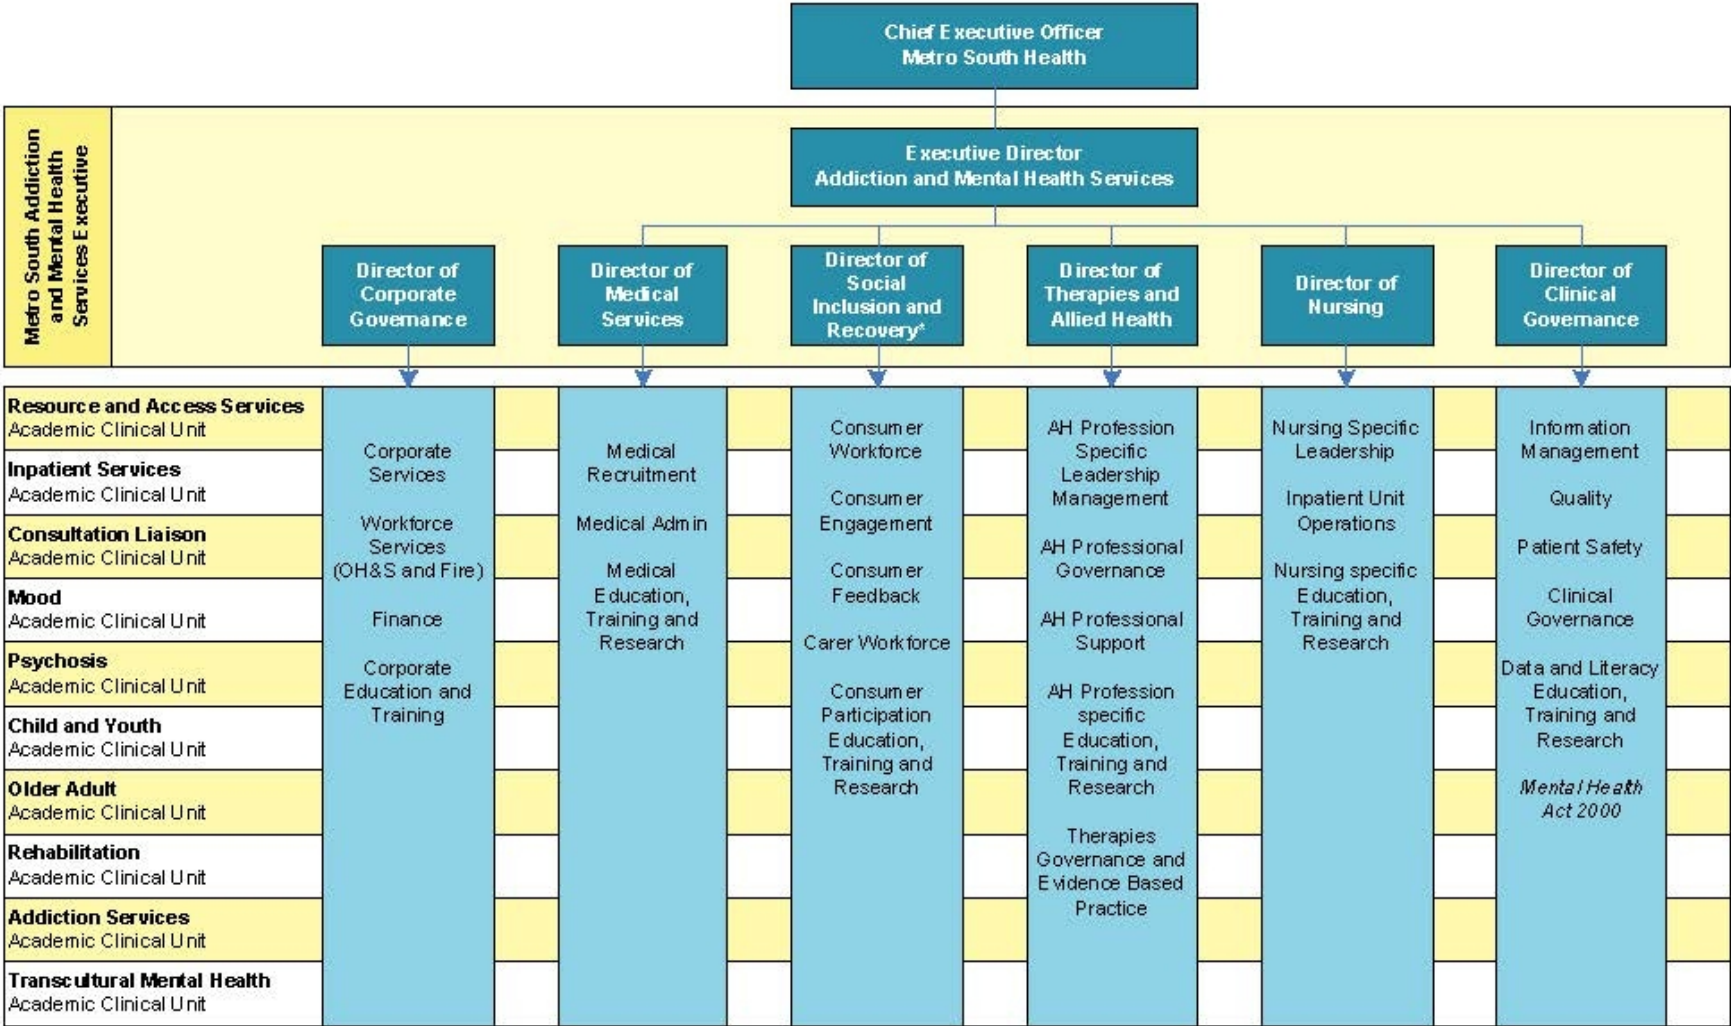 Chief Executive Officer
Metro South Health
Metro South Addiction
and Mental Health
Services Executive
Executive Director
Addiction and Mental Health Services
Director of
Corporate
Governance
Director of
Medical
Services
Director of
Social
Inclusion and
Recovery*
Director of
Therapies and
Allied Health
Director of
Nursing
Director of
Clinical
Governance
Resource and Access Services
Academic Clinical Unit
Inpatient Services
Academic Clinical Unit
Consultation Liaison
Academic Clinical Unit
Mood
Academic Clinical Unit
Psychosis
Academic Clinical Unit
Child and Youth
Academic Clinical Unit
Older Adult
Academic Clinical Unit
Rehabilitation
Academic Clinical Unit
Addiction Services
Academic Clinical Unit
Transcultural Mental Health
Academic Clinical Unit
Corporate
Services
Workforce
Services
(OH&S and Fire)
Finance
Corporate
Education and
Training
Medical
Recruitment
Medical Admin
Medical
Education,
Training and
Research
Consumer
Workforce
Consumer
Engagement
Consumer
Feedback
Carer Workforce
Consumer
Participation
Education,
Training and
Research
AH Profession
Specific
Leadership
Management
AH Professional
Governance
AH Professional
Support
AH Profession
specific
Education,
Training and
Research
Therapies
Governance and
Evidence Based
Practice
Nursing Specific
Leadership
Inpatient Unit
Operations
Nursing specific
Education,
Training and
Research
Information
Management
Quality
Patient Safety
Clinical
Governance
Data and Literacy
Education,
Training and
Research
Mental Health
Act 2000